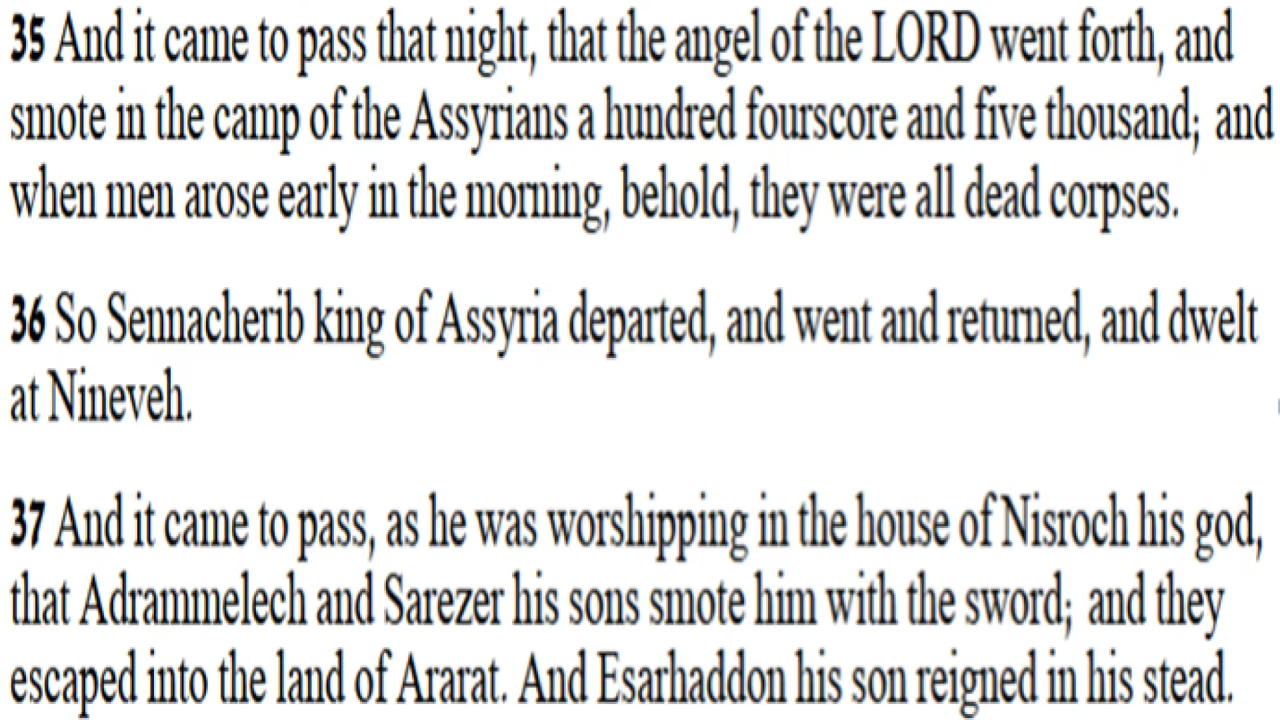 35 And it came to pass that night, that the angel of the LORD went forth, and
smote in the camp of the Assyrians a hundred fourscore and five thousand; and
when men arose early in the morning, behold, they were all dead corpses.
36 So Sennacherib king of Assyria departed, and went and returned, and dwelt
at Nineveh.
37 And it came to pass, as he was worshipping in the house of Nisroch his god,
that Adrammelech and Sarezer his sons smote him with the sword; and they
escaped into the land of Ararat. And Esarhaddon his son reigned in his stead.